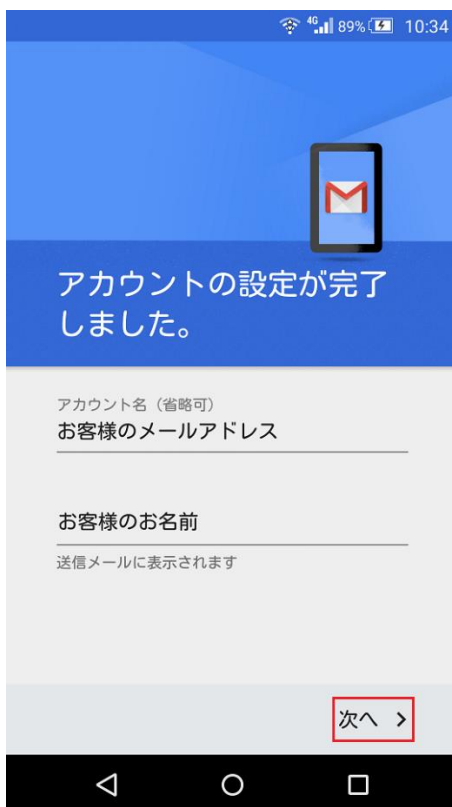 4G 89% 10:34
アカウントの設定が完了
しました。
アカウント名（省略可）
お客様のメールアドレス
お客様のお名前
送信メールに表示されます
次へ